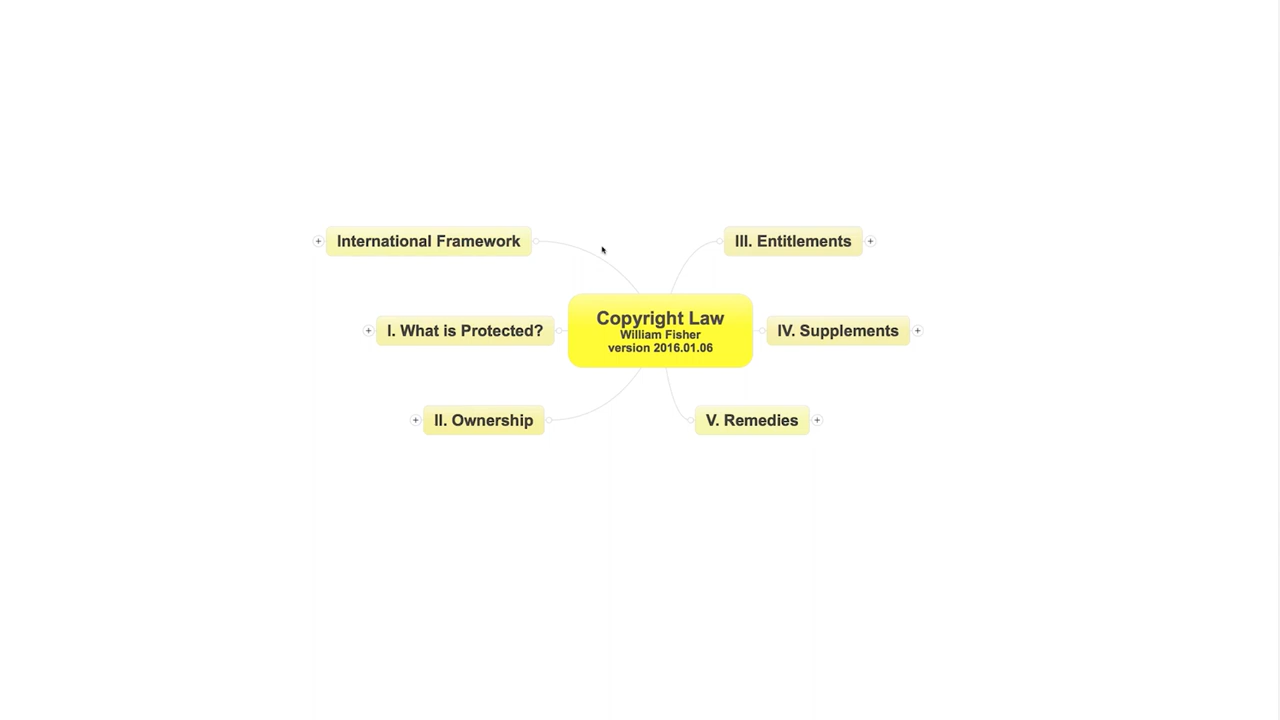 International Framework
III. Entitlements
I. What is Protected?
Copyright Law
William Fisher
version 2016.01.06
IV. Supplements
II. Ownership
V. Remedies